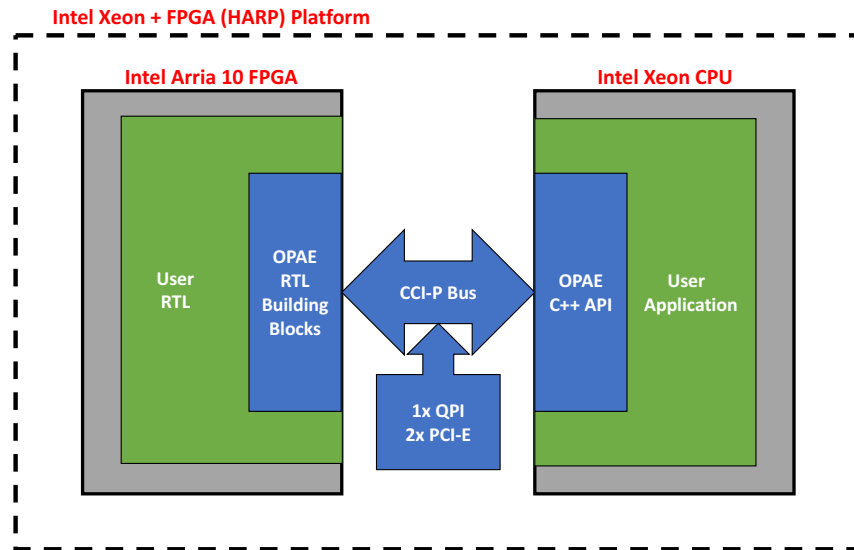 Intel Xeon + FPGA (HARP) Platform
Intel Arria 10 FPGA
Intel Xeon CPU
User
RTL
OPAE
RTL
Building
Blocks
CCI-P Bus
OPAE
C++ API
User
Application
1x QPI
2x PCI-E